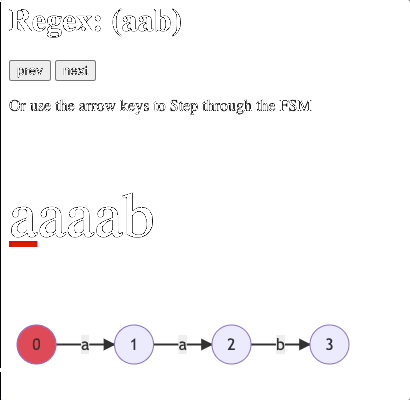 Regex: (aab)
prev next
Or use the arrow keys to Step through the FSM
aaaab
0 a 1 a 2 b 3